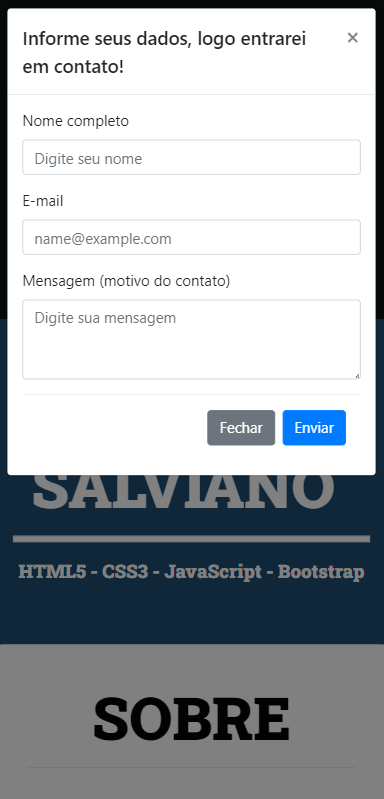 Informe seus dados, logo entrarei
em contato!
×
Nome completo
Digite seu nome
E-mail
name@example.com
Mensagem (motivo do contato)
Digite sua mensagem
Fechar Enviar
SALVIANO
HTML5 - CSS3 - JavaScript - Bootstrap
SOBRE